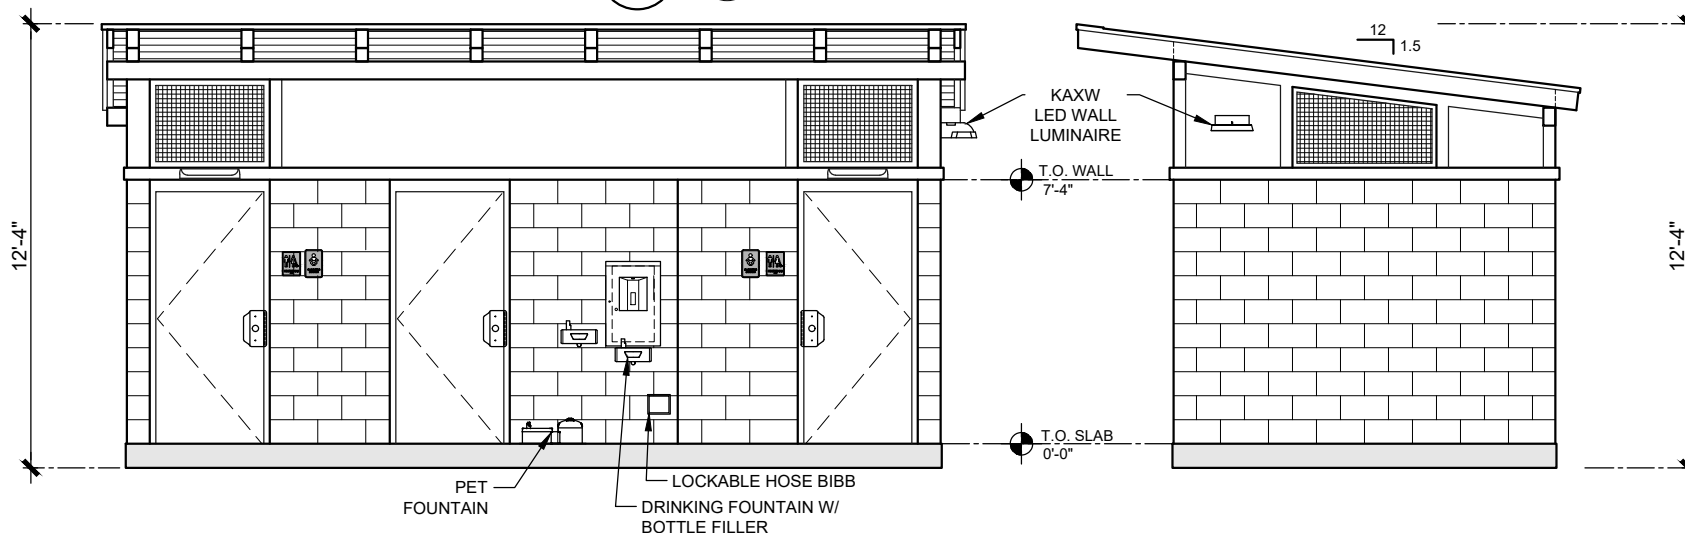 12
1.5
KAXW
LED WALL
LUMINAIRE
T.O. WALL
7'-4"
12'-4"
12'-4"
T.O. SLAB
0'-0"
PET
FOUNTAIN
LOCKABLE HOSE BIBB
DRINKING FOUNTAIN W/
BOTTLE FILLER